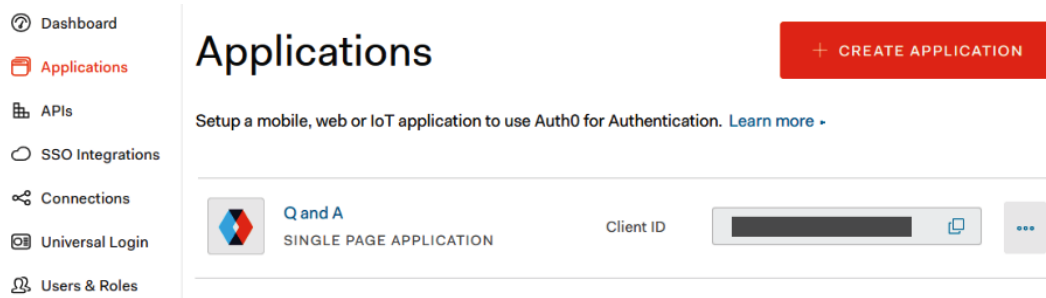 Dashboard
Applications
APIs
SSO Integrations
Connections
Universal Login
Users & Roles
Applications
+ CREATE APPLICATION
Setup a mobile, web or IoT application to use Auth0 for Authentication. Learn more
Q and A
SINGLE PAGE APPLICATION
Client ID